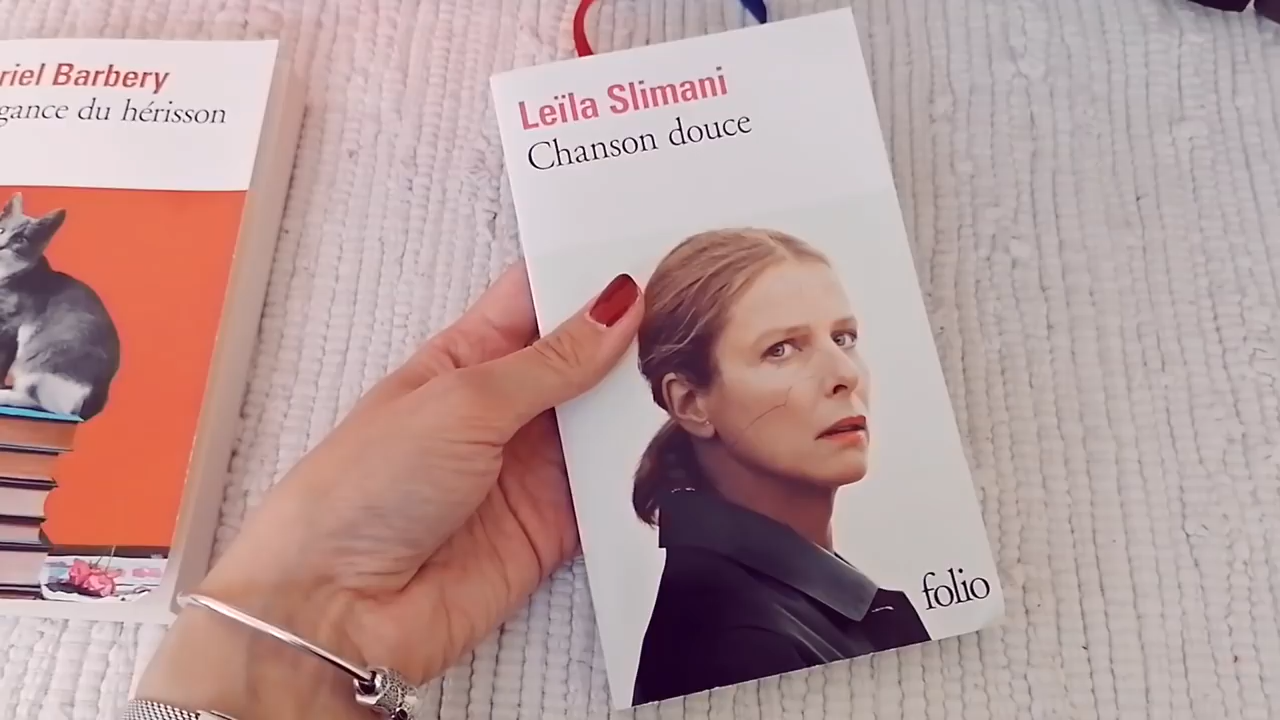 riel Barbery
gance du hérisson
Leïla Slimani
Chanson douce
folio